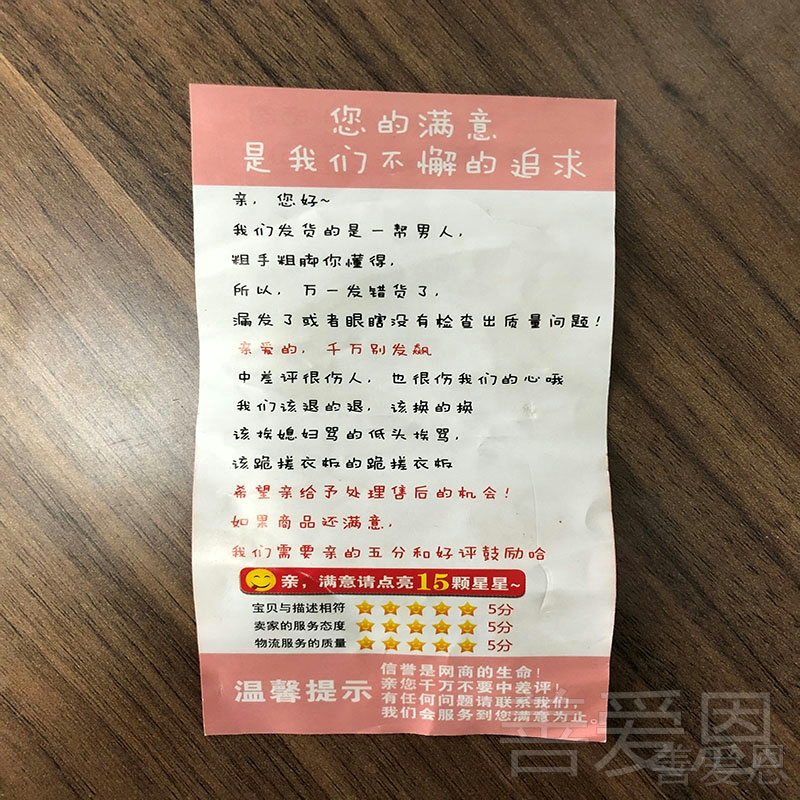 您的满意
是我们不懈的追求
亲，您好~
我们发货的是一帮男人，
粗手粗脚你懂得，
所以，万一发错货了，
漏发了或者眼瞎没有检查出质量问题！
亲爱的，千万别发飙
中差评很伤人，也很伤我们的心哦
我们该退的退，该换的换
该挨媳妇骂的低头挨骂，
该跪搓衣板的跪搓衣板
希望亲给予处理售后的机会！
如果商品还满意，
我们需要亲的五分和好评鼓励哈
亲，满意请点亮15颗星星~
宝贝与描述相符 5分
卖家的服务态度 5分
物流服务的质量 5分
温馨提示
信誉是网商的生命！
亲您千万不要中差评！
有任何问题请联系我们，
我们会服务到您满意为止。
善爱恩
善爱恩